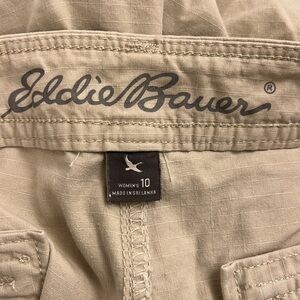 Eddie Bauer®
WOMEN'S 10
MADE IN SRI LANKA